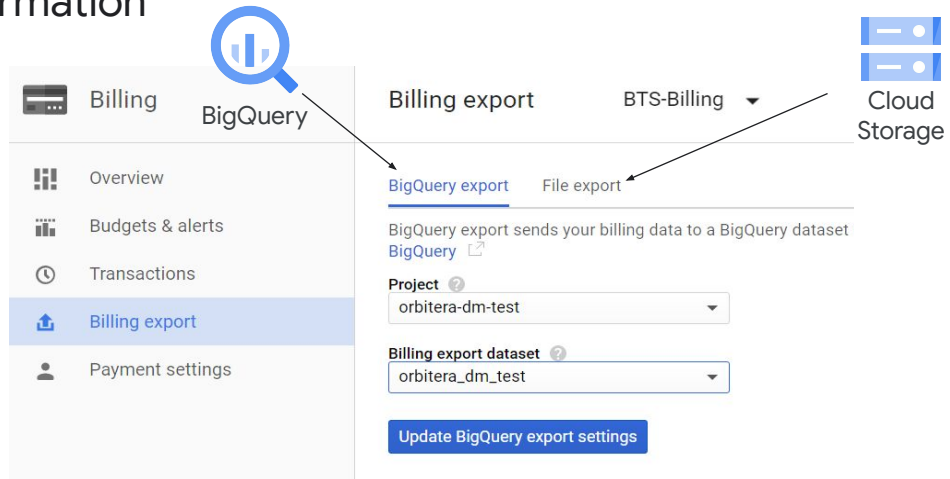 rmation
Billing
BigQuery
Billing export
BTS-Billing
Cloud
Storage
Overview
Budgets & alerts
Transactions
Billing export
Payment settings
BigQuery export
File export
BigQuery export sends your billing data to a BigQuery dataset
BigQuery
Project
orbitera-dm-test
Billing export dataset
orbitera_dm_test
Update BigQuery export settings